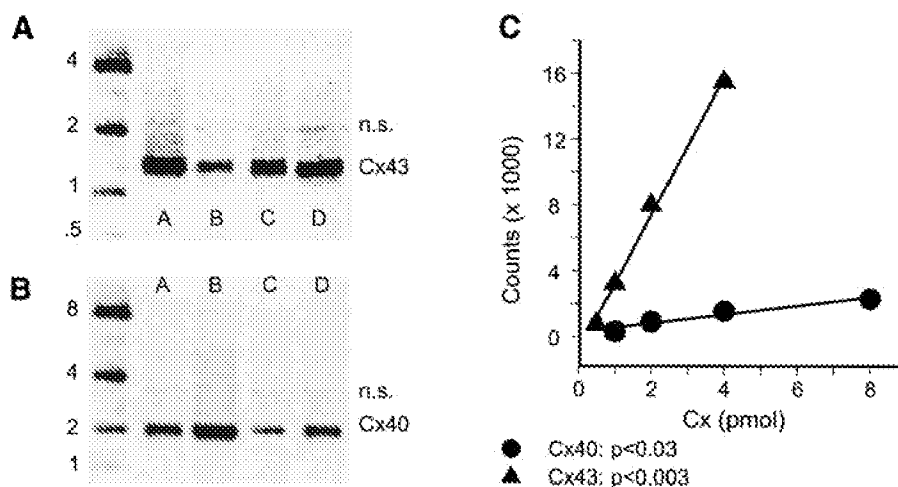 A
4
2
1
.5
n.s.
Cx43
A B C D
B
A B C D
8
4
2
1
n.s.
Cx40
C
Counts (x 1000)
16
12
8
4
0
0 2 4 6 8
Cx (pmol)
Cx40: p<0.03
Cx43: p<0.003